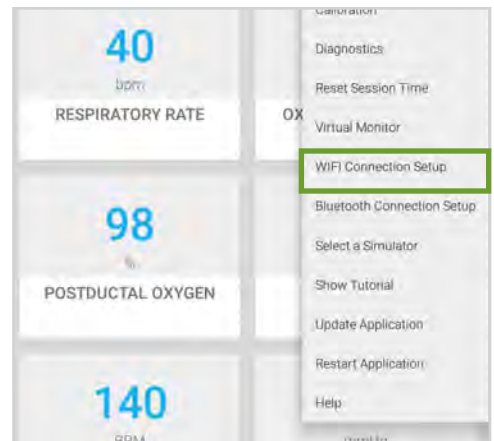 40
bpm
RESPIRATORY RATE
OX
98
%
POSTDUCTAL OXYGEN
140
BPM
Calibration
Diagnostics
Reset Session Time
Virtual Monitor
WIFI Connection Setup
Bluetooth Connection Setup
Select a Simulator
Show Tutorial
Update Application
Restart Application
Help
mmHg